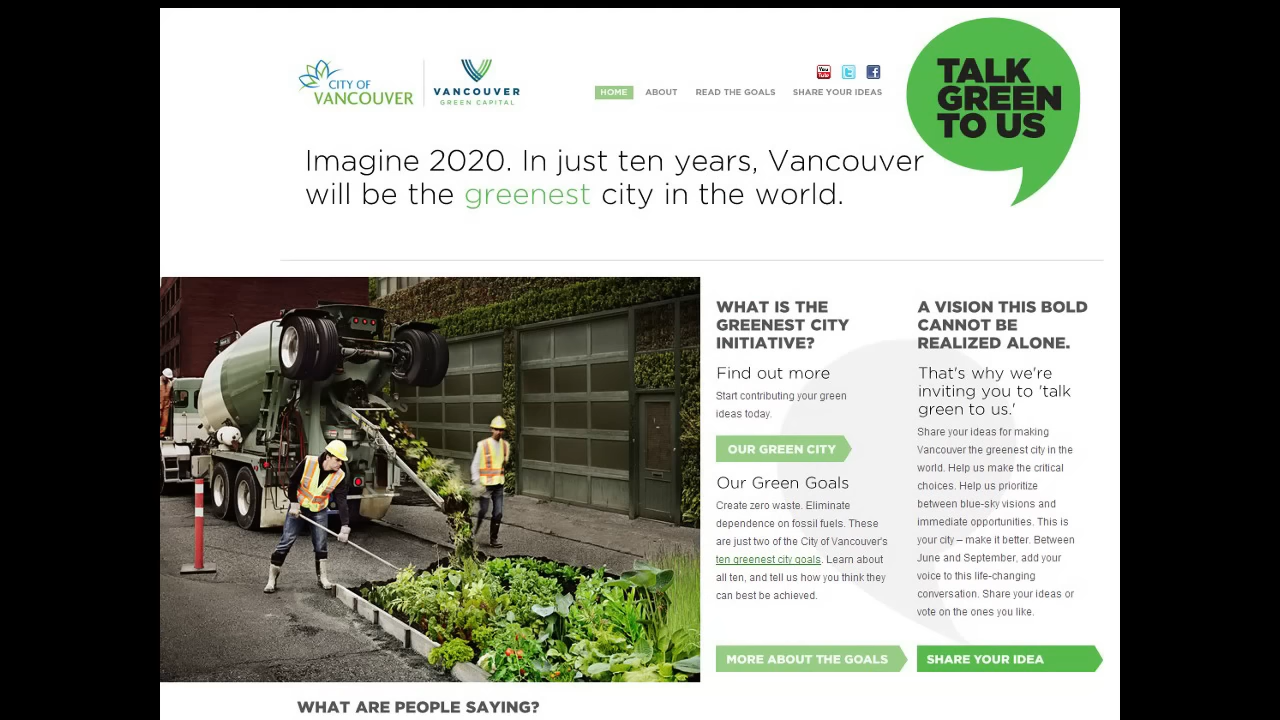 CITY OF
VANCOUVER
VANCOUVER
GREEN CAPITAL
You
Tube
HOME ABOUT READ THE GOALS SHARE YOUR IDEAS
TALK
GREEN
TO US
Imagine 2020. In just ten years, Vancouver
will be the greenest city in the world.
WHAT IS THE
GREENEST CITY
INITIATIVE?
Find out more
Start contributing your green
ideas today.
OUR GREEN CITY
Our Green Goals
Create zero waste. Eliminate
dependence on fossil fuels. These
are just two of the City of Vancouver's
ten greenest city goals. Learn about
all ten, and tell us how you think they
can best be achieved.
MORE ABOUT THE GOALS
A VISION THIS BOLD
CANNOT BE
REALIZED ALONE.
That's why we're
inviting you to 'talk
green to us.'
Share your ideas for making
Vancouver the greenest city in the
world. Help us make the critical
choices. Help us prioritize
between blue-sky visions and
immediate opportunities. This is
your city – make it better. Between
June and September, add your
voice to this life-changing
conversation. Share your ideas or
vote on the ones you like.
SHARE YOUR IDEA
WHAT ARE PEOPLE SAYING?